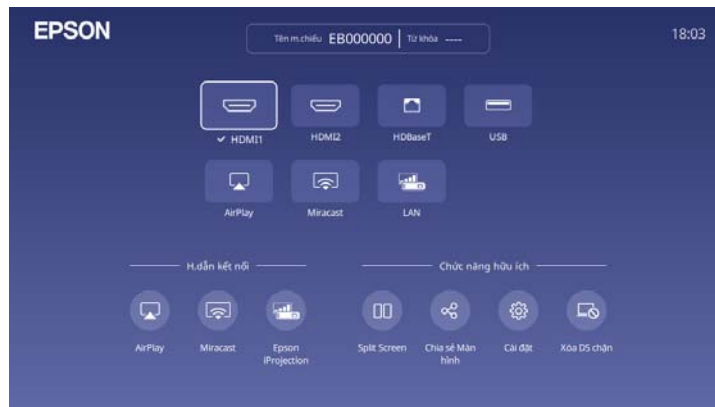 EPSON
Tên m.chiếu EB000000 | Từ khóa ----
18:03
HDMI1
HDMI2
HDBaseT
USB
AirPlay
Miracast
LAN
H.dẫn kết nối
Chức năng hữu ích
AirPlay
Miracast
Epson
iProjection
Split Screen
Chia sẻ Màn
hình
Cài đặt
Xóa DS chặn